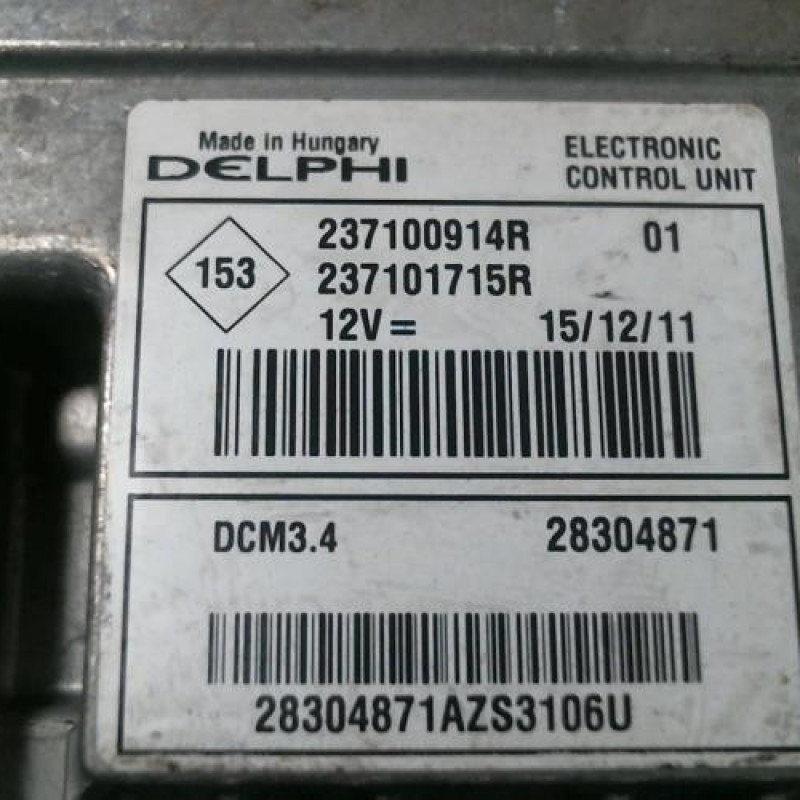 Made in Hungary
DELPHI
ELECTRONIC
CONTROL UNIT
153
237100914R 01
237101715R
12V= 15/12/11
DCM3.4 28304871
28304871AZS3106U